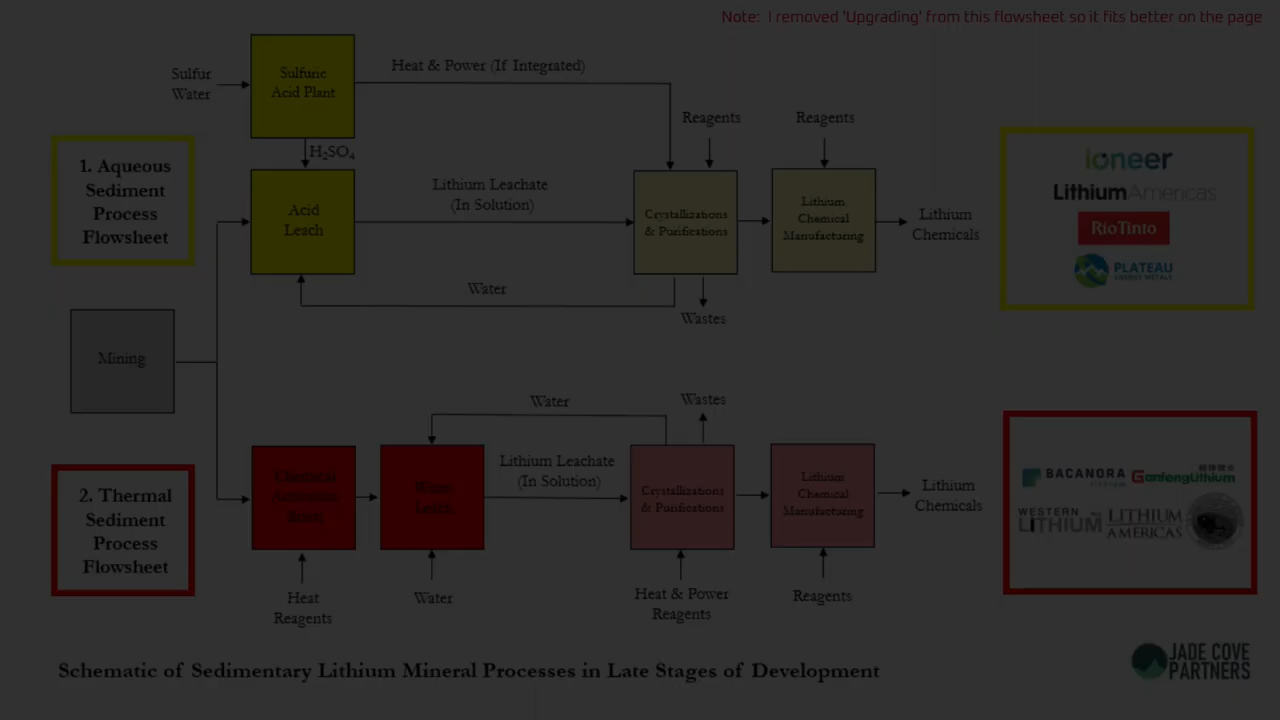 Note: I removed 'Upgrading' from this flowsheet so it fits better on the page
Sulfur
Water
Sulfuric
Acid Plant
Heat & Power (If Integrated)
Reagents
Reagents
H₂SO₄
1. Aqueous
Sediment
Process
Flowsheet
Acid
Leach
Lithium Leachate
(In Solution)
Crystallizations
& Purifications
Lithium
Chemical
Manufacturing
Lithium
Chemicals
ioneer
LithiumAmericas
RioTinto
PLATEAU
ENERGY METALS
Water
Wastes
Mining
Water
Wastes
2. Thermal
Sediment
Process
Flowsheet
Water
Leach
Lithium Leachate
(In Solution)
Crystallizations
& Purifications
Lithium
Chemical
Manufacturing
Lithium
Chemicals
BACANORA
LITHIUM
GanfengLithium
WESTERN
LITHIUM
LITHIUM
AMERICAS
Heat
Reagents
Water
Heat & Power
Reagents
Reagents
Schematic of Sedimentary Lithium Mineral Processes in Late Stages of Development
JADE COVE
PARTNERS